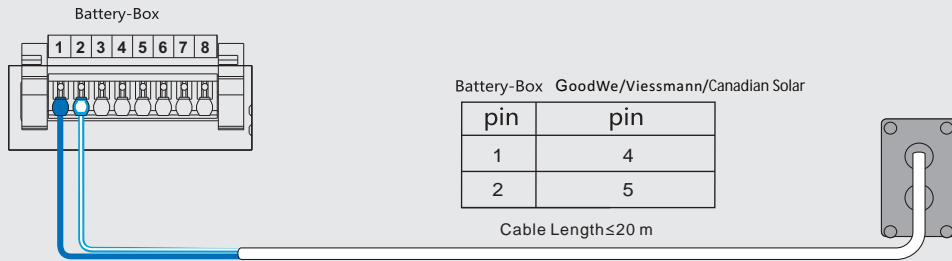 Battery-Box
1 2 3 4 5 6 7 8
Battery-Box GoodWe/Viessmann/Canadian Solar
pin pin
1 4
2 5
Cable Length≤20 m